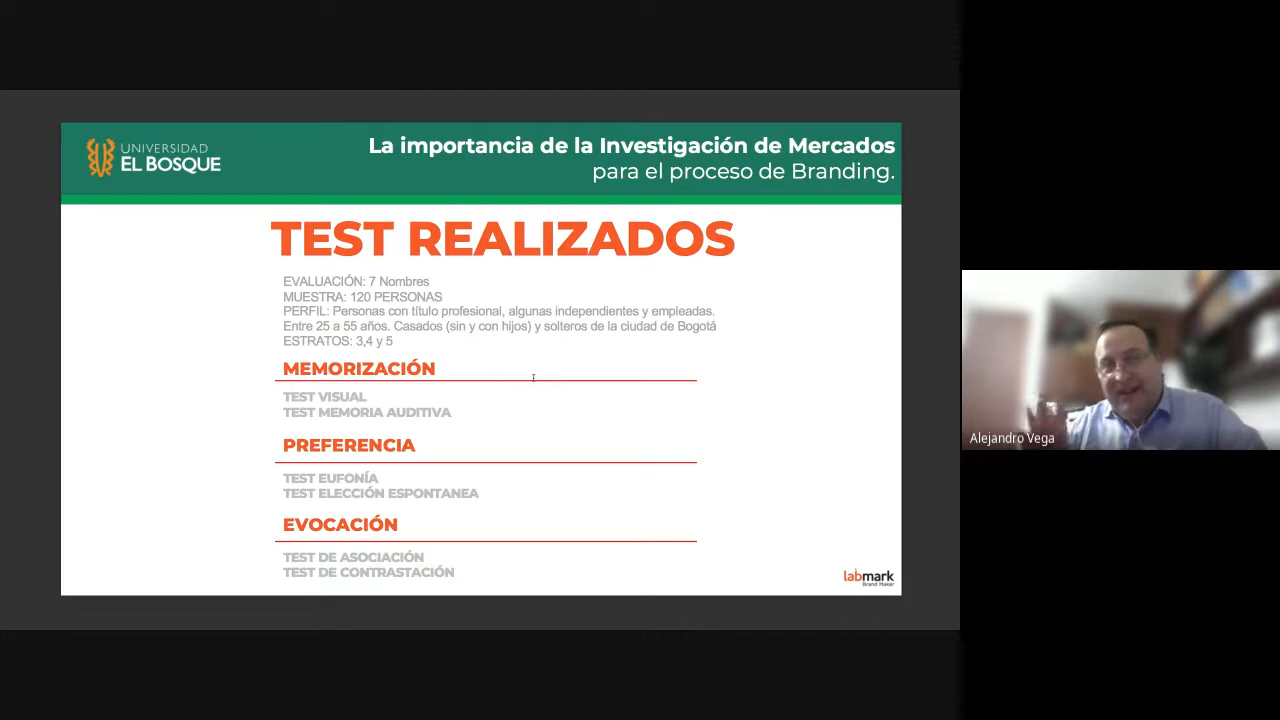 UNIVERSIDAD
EL BOSQUE
La importancia de la Investigación de Mercados
para el proceso de Branding.
TEST REALIZADOS
EVALUACIÓN: 7 Nombres
MUESTRA: 120 PERSONAS
PERFIL: Personas con título profesional, algunas independientes y empleadas.
Entre 25 a 55 años. Casados (sin y con hijos) y solteros de la ciudad de Bogotá
ESTRATOS: 3,4 y 5
MEMORIZACIÓN
TEST VISUAL
TEST MEMORIA AUDITIVA
PREFERENCIA
TEST EUFONÍA
TEST ELECCIÓN ESPONTANEA
EVOCACIÓN
TEST DE ASOCIACIÓN
TEST DE CONTRASTACIÓN
labmark
Brand Maker
Alejandro Vega